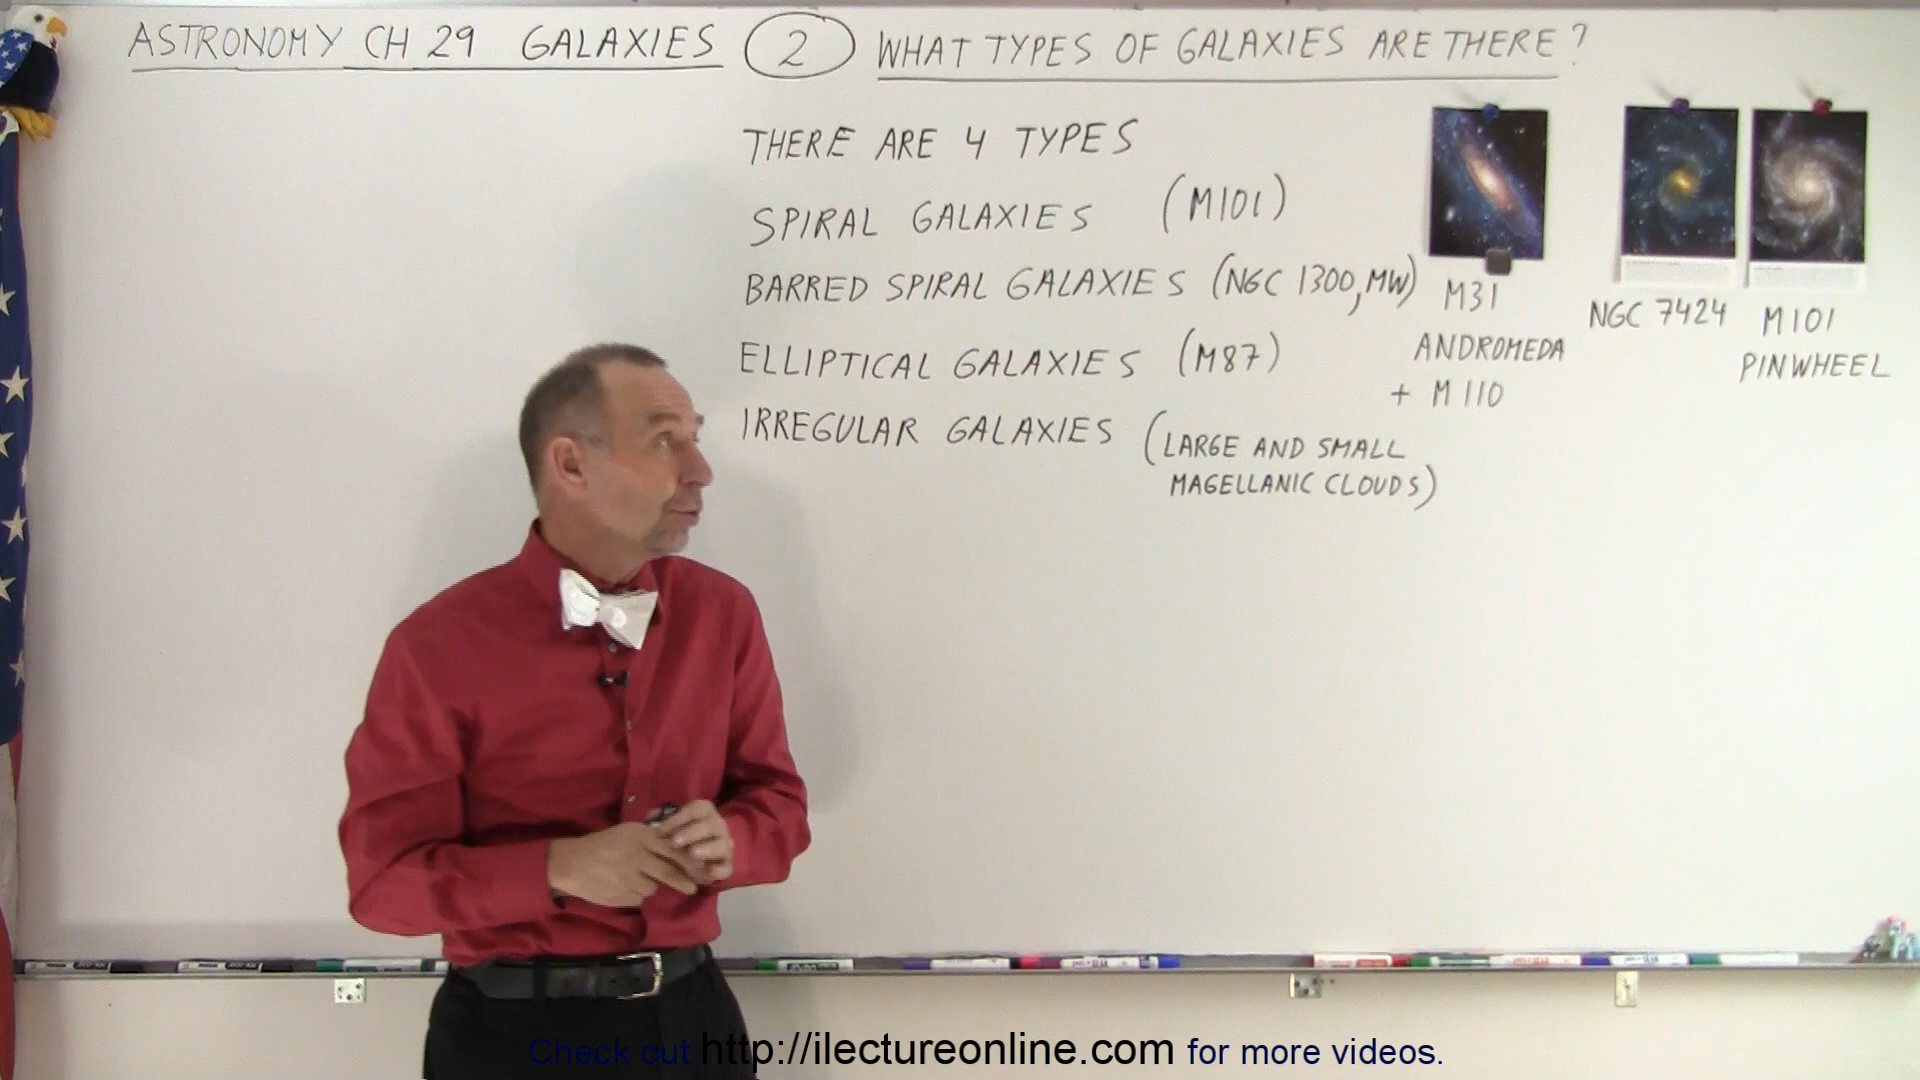 ASTRONOMY CH 29 GALAXIES 2 WHAT TYPES OF GALAXIES ARE THERE?
THERE ARE 4 TYPES
SPIRAL GALAXIES (M101)
BARRED SPIRAL GALAXIES (NGC 1300, MW)
ELLIPTICAL GALAXIES (M87)
IRREGULAR GALAXIES (LARGE AND SMALL
MAGELLANIC CLOUDS)
M31
ANDROMEDA
+ M110
NGC 7424
M101
PINWHEEL
Check out http://ilectureonline.com for more videos.